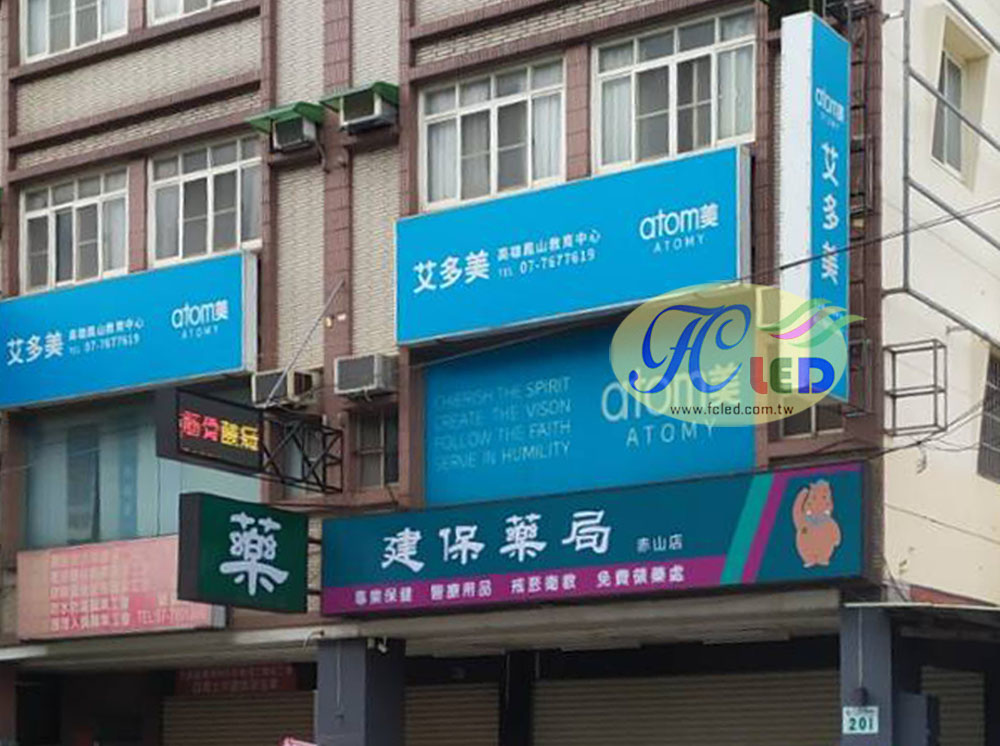 atom美
ATOMY
艾多美
艾多美
高雄鳳山教育中心
TEL 07-7677619
atom美
ATOMY
艾多美
高雄鳳山教育中心
TEL 07-7677619
atom美
ATOMY
FC LED
www.fcled.com.tw
CHERISH THE SPIRIT
CREATE THE VISON
FOLLOW THE FAITH
SERVE IN HUMILITY
atom美
ATOMY
藥
建保藥局
赤山店
專業保健 醫療用品 戒菸衛教 免費領藥處
201